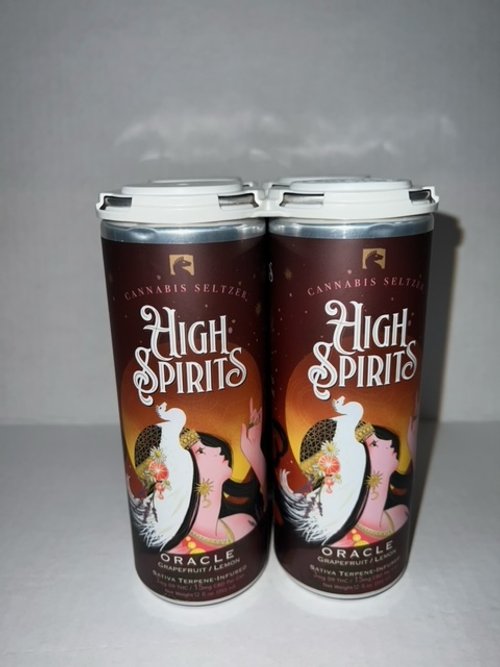 CANNABIS SELTZER
HIGH
SPIRITS
ORACLE
GRAPEFRUIT / LEMON
SATIVA TERPENE-INFUSED
CANNABIS SELTZER
HIGH
SPIRITS
ORACLE
GRAPEFRUIT / LEMON
SATIVA TERPENE-INFUSED